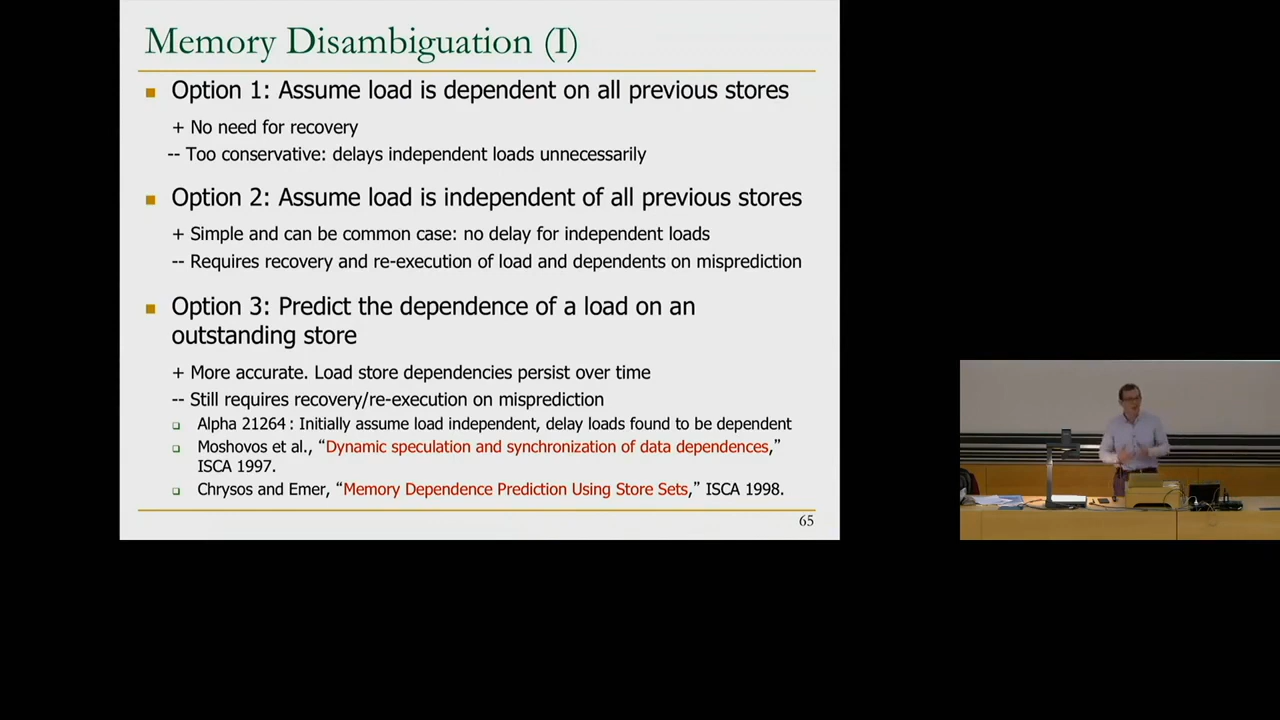 Memory Disambiguation (I)
Option 1: Assume load is dependent on all previous stores
+ No need for recovery
-- Too conservative: delays independent loads unnecessarily
Option 2: Assume load is independent of all previous stores
+ Simple and can be common case: no delay for independent loads
-- Requires recovery and re-execution of load and dependents on misprediction
Option 3: Predict the dependence of a load on an
outstanding store
+ More accurate. Load store dependencies persist over time
-- Still requires recovery/re-execution on misprediction
Alpha 21264 : Initially assume load independent, delay loads found to be dependent
Moshovos et al., “Dynamic speculation and synchronization of data dependences,”
ISCA 1997.
Chrysos and Emer, “Memory Dependence Prediction Using Store Sets,” ISCA 1998.
65